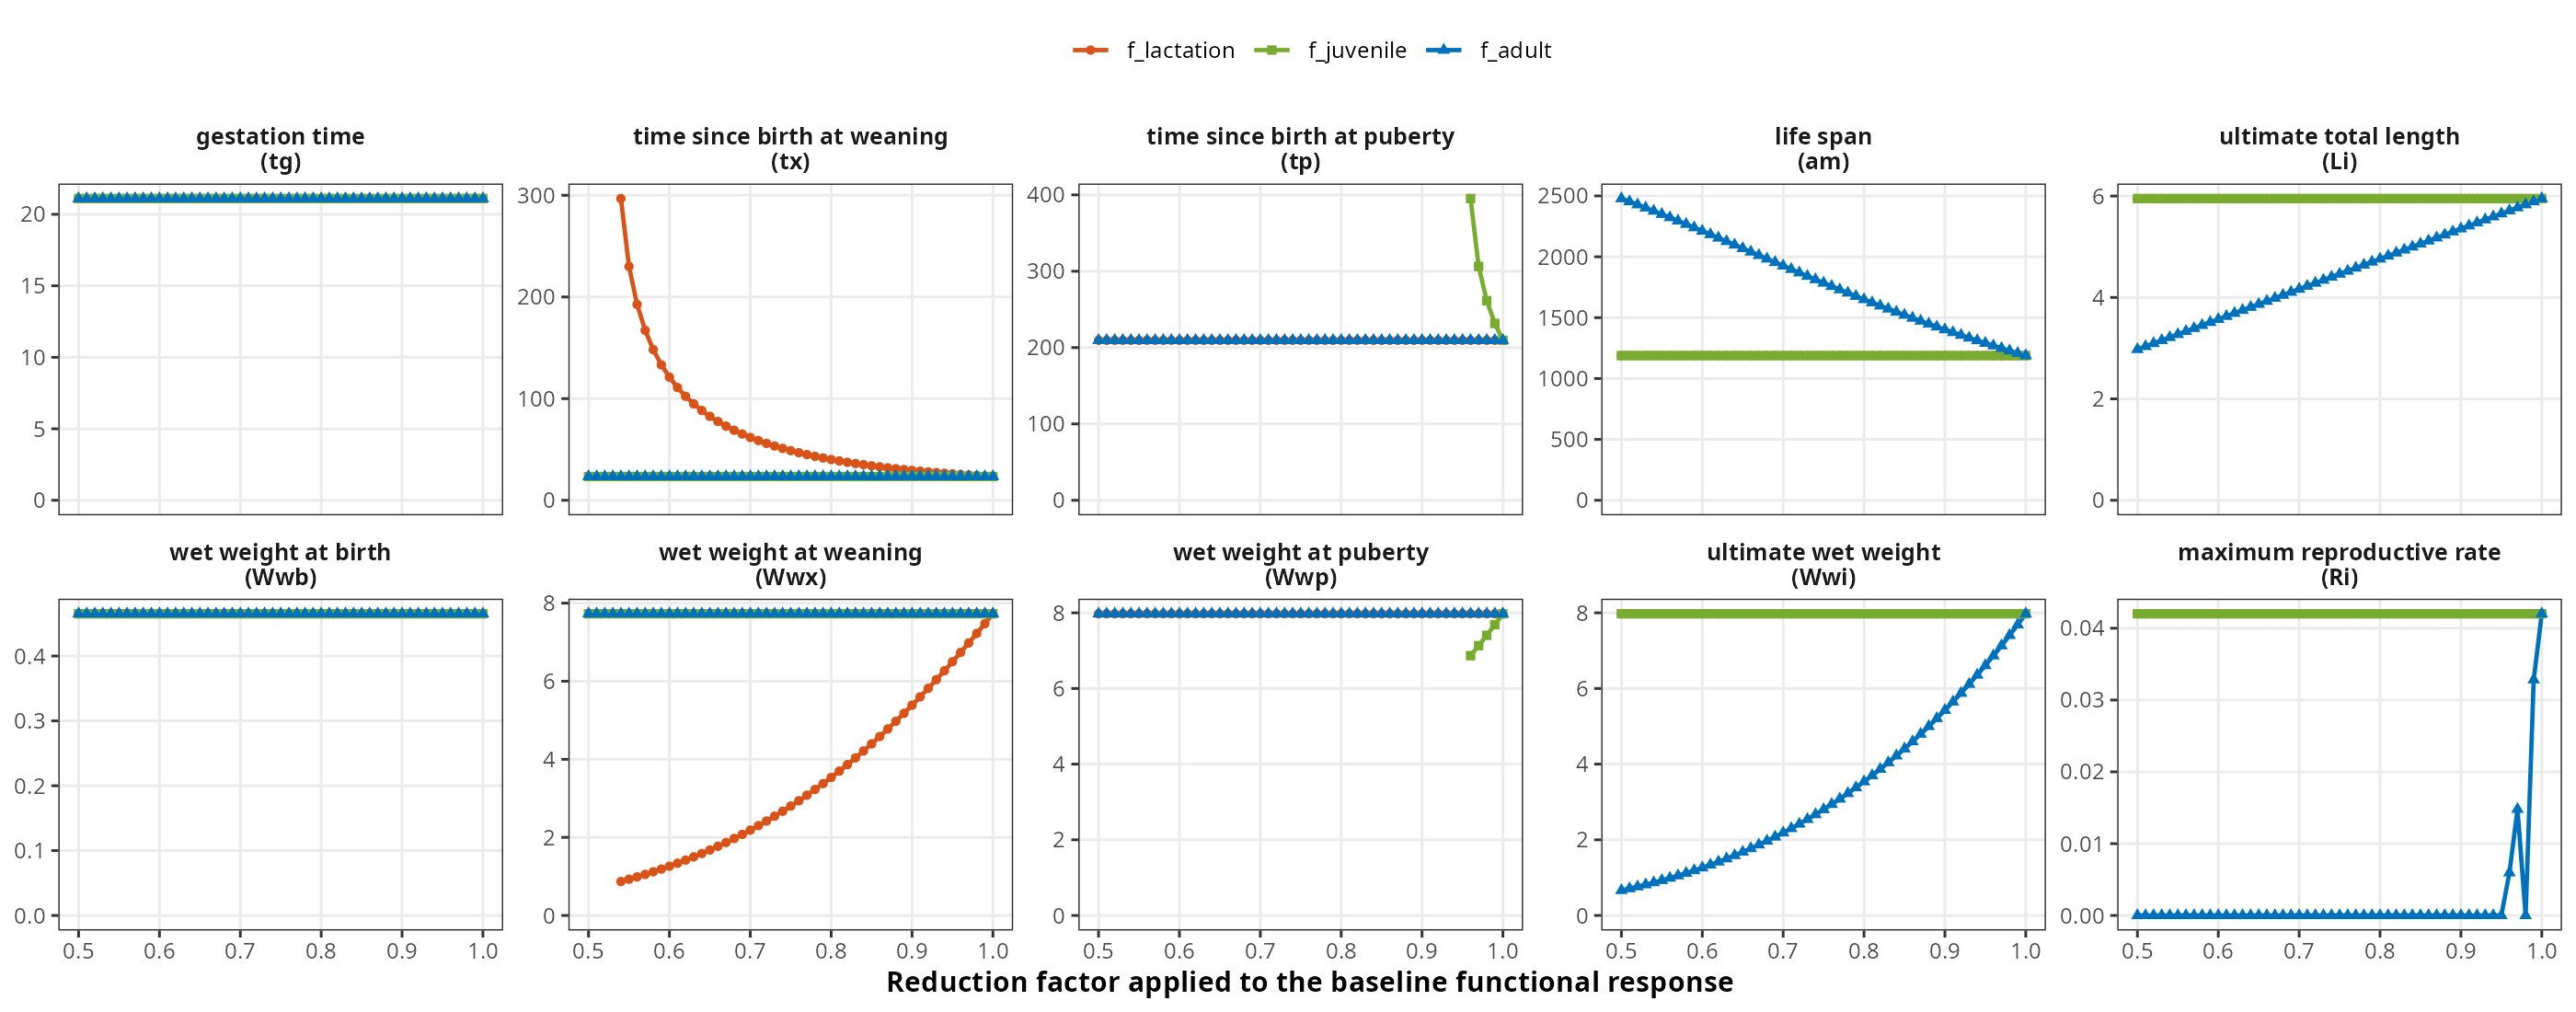 f_lactation f_juvenile f_adult
gestation time
(tg)
time since birth at weaning
(tx)
time since birth at puberty
(tp)
life span
(am)
ultimate total length
(Li)
20
15
10
5
0
300
200
100
0
400
300
200
100
0
2500
2000
1500
1000
500
0
6
4
2
0
wet weight at birth
(Wwb)
wet weight at weaning
(Wwx)
wet weight at puberty
(Wwp)
ultimate wet weight
(Wwi)
maximum reproductive rate
(Ri)
0.4
0.3
0.2
0.1
0.0
8
6
4
2
0
8
6
4
2
0
8
6
4
2
0
0.04
0.03
0.02
0.01
0.00
0.5 0.6 0.7 0.8 0.9 1.0
0.5 0.6 0.7 0.8 0.9 1.0
0.5 0.6 0.7 0.8 0.9 1.0
0.5 0.6 0.7 0.8 0.9 1.0
0.5 0.6 0.7 0.8 0.9 1.0
Reduction factor applied to the baseline functional response